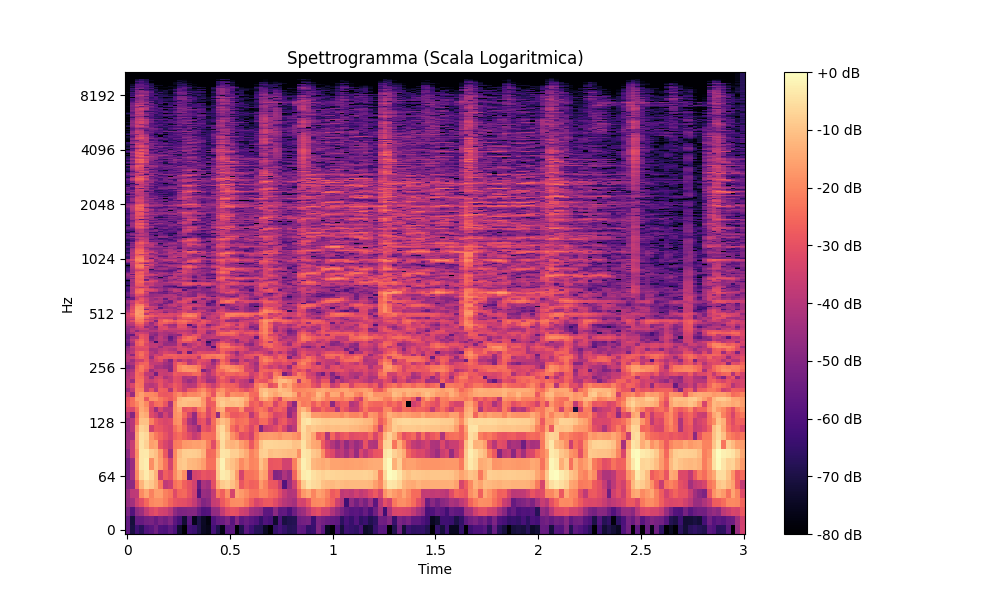 Spettrogramma (Scala Logaritmica)
Hz
8192
4096
2048
1024
512
256
128
64
0
0
0.5
1
1.5
2
2.5
3
Time
+0 dB
-10 dB
-20 dB
-30 dB
-40 dB
-50 dB
-60 dB
-70 dB
-80 dB